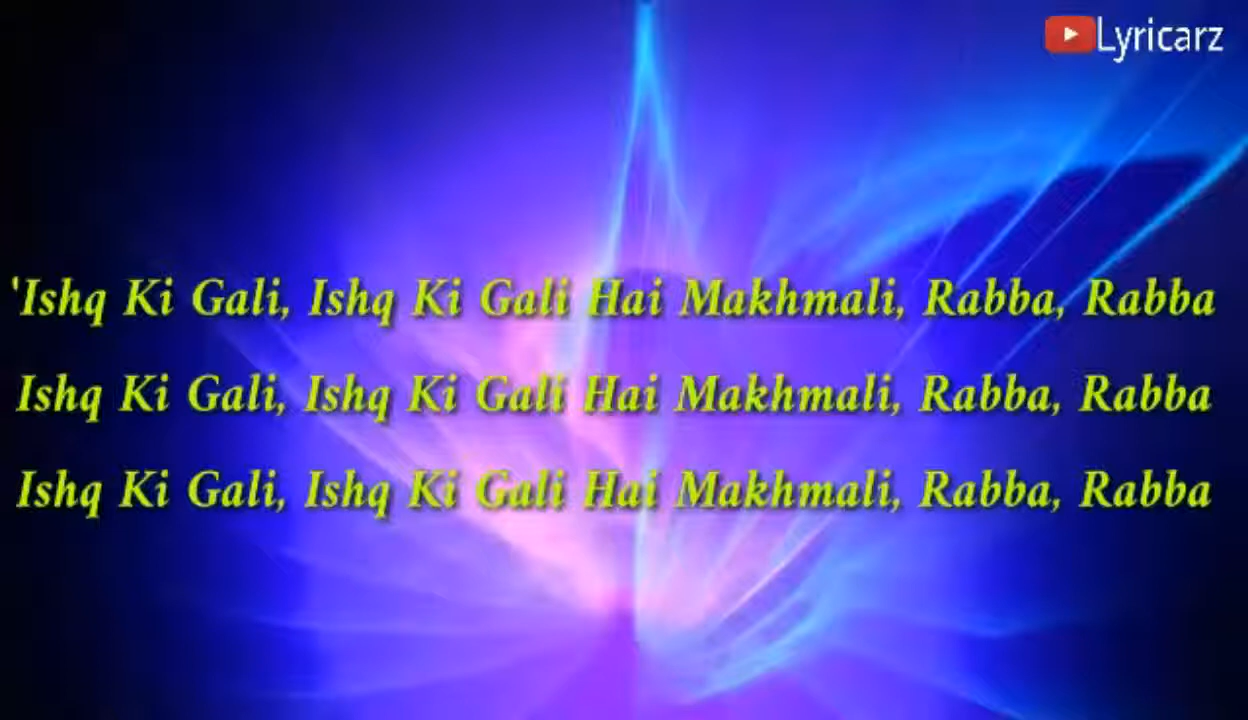 Lyricarz
'Ishq Ki Gali, Ishq Ki Gali Hai Makhmali, Rabba, Rabba
Ishq Ki Gali, Ishq Ki Gali Hai Makhmali, Rabba, Rabba
Ishq Ki Gali, Ishq Ki Gali Hai Makhmali, Rabba, Rabba